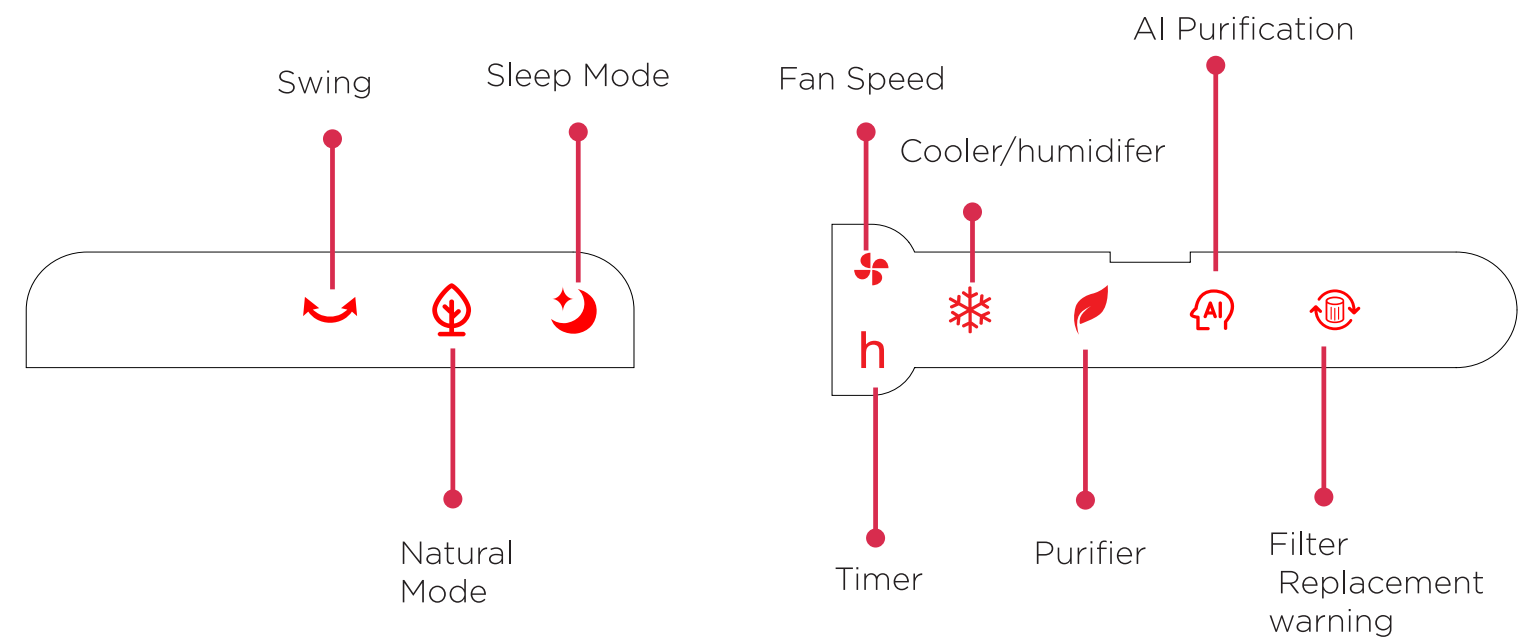 AI Purification
Swing
Sleep Mode
Fan Speed
Cooler/humidifer
AI
h
Natural
Mode
Timer
Purifier
Filter
Replacement
warning